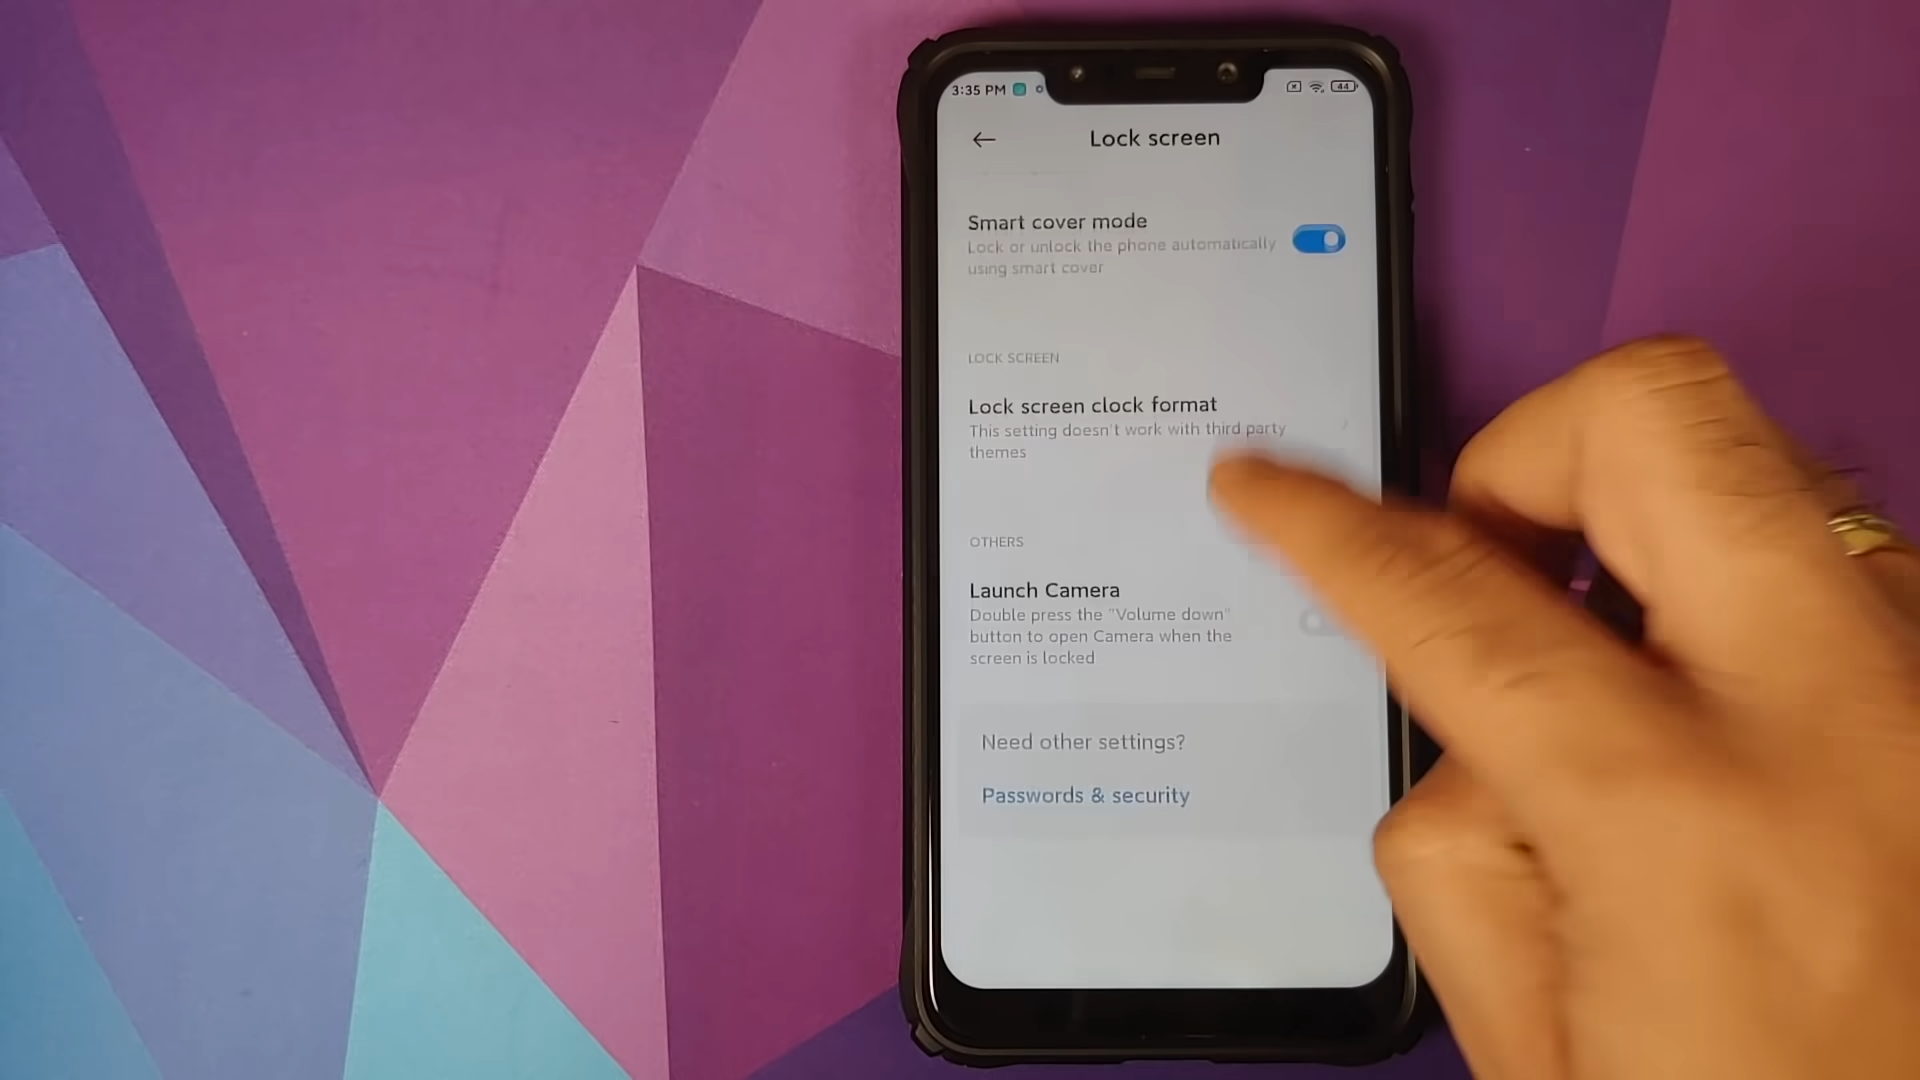 3:35 PM
44
Lock screen
Smart cover mode
Lock or unlock the phone automatically
using smart cover
LOCK SCREEN
Lock screen clock format
This setting doesn't work with third party
themes
OTHERS
Launch Camera
Double press the "Volume down"
button to open Camera when the
screen is locked
Need other settings?
Passwords & security